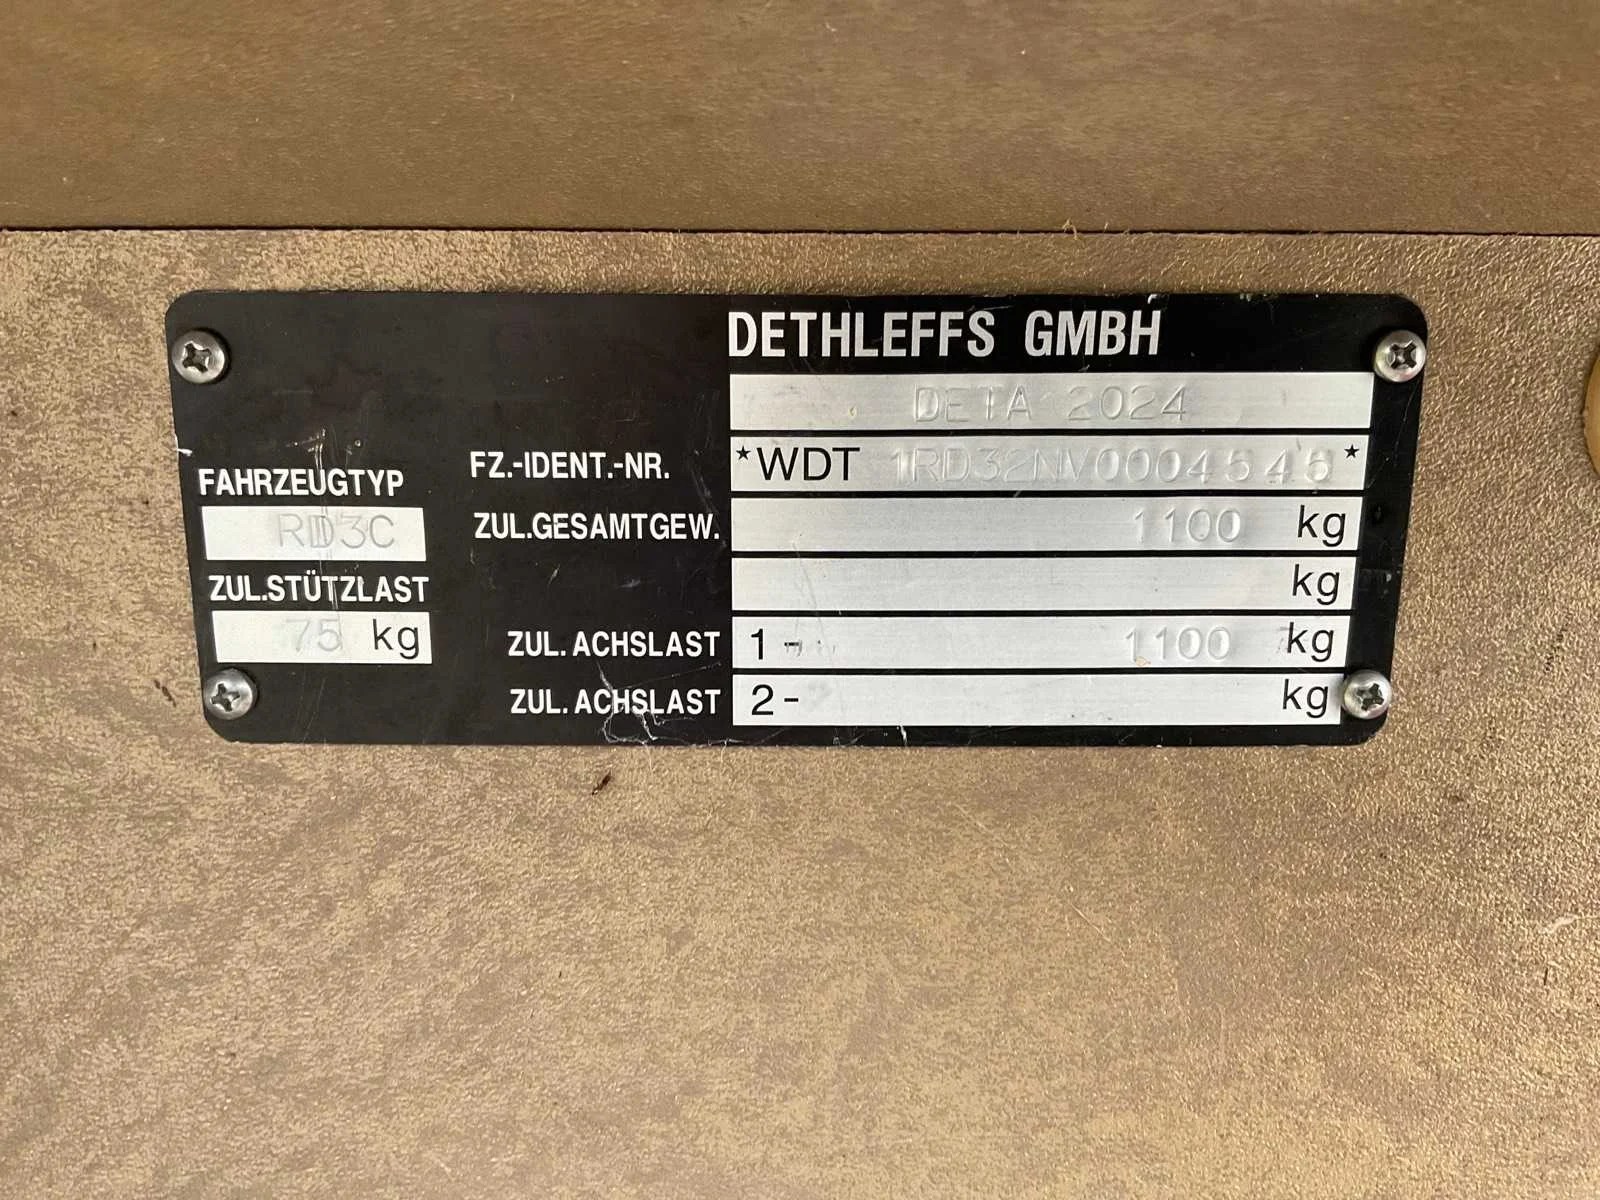 DETHLEFFS GMBH
DETA 2024
FZ.-IDENT.-NR. *WDT 1RD32NV0004545*
FAHRZEUGTYP
RD3C
ZUL.GESAMTGEW. 1100 kg
kg
ZUL.STÜTZLAST
75 kg
ZUL. ACHSLAST 1- 1100 kg
ZUL. ACHSLAST 2- kg